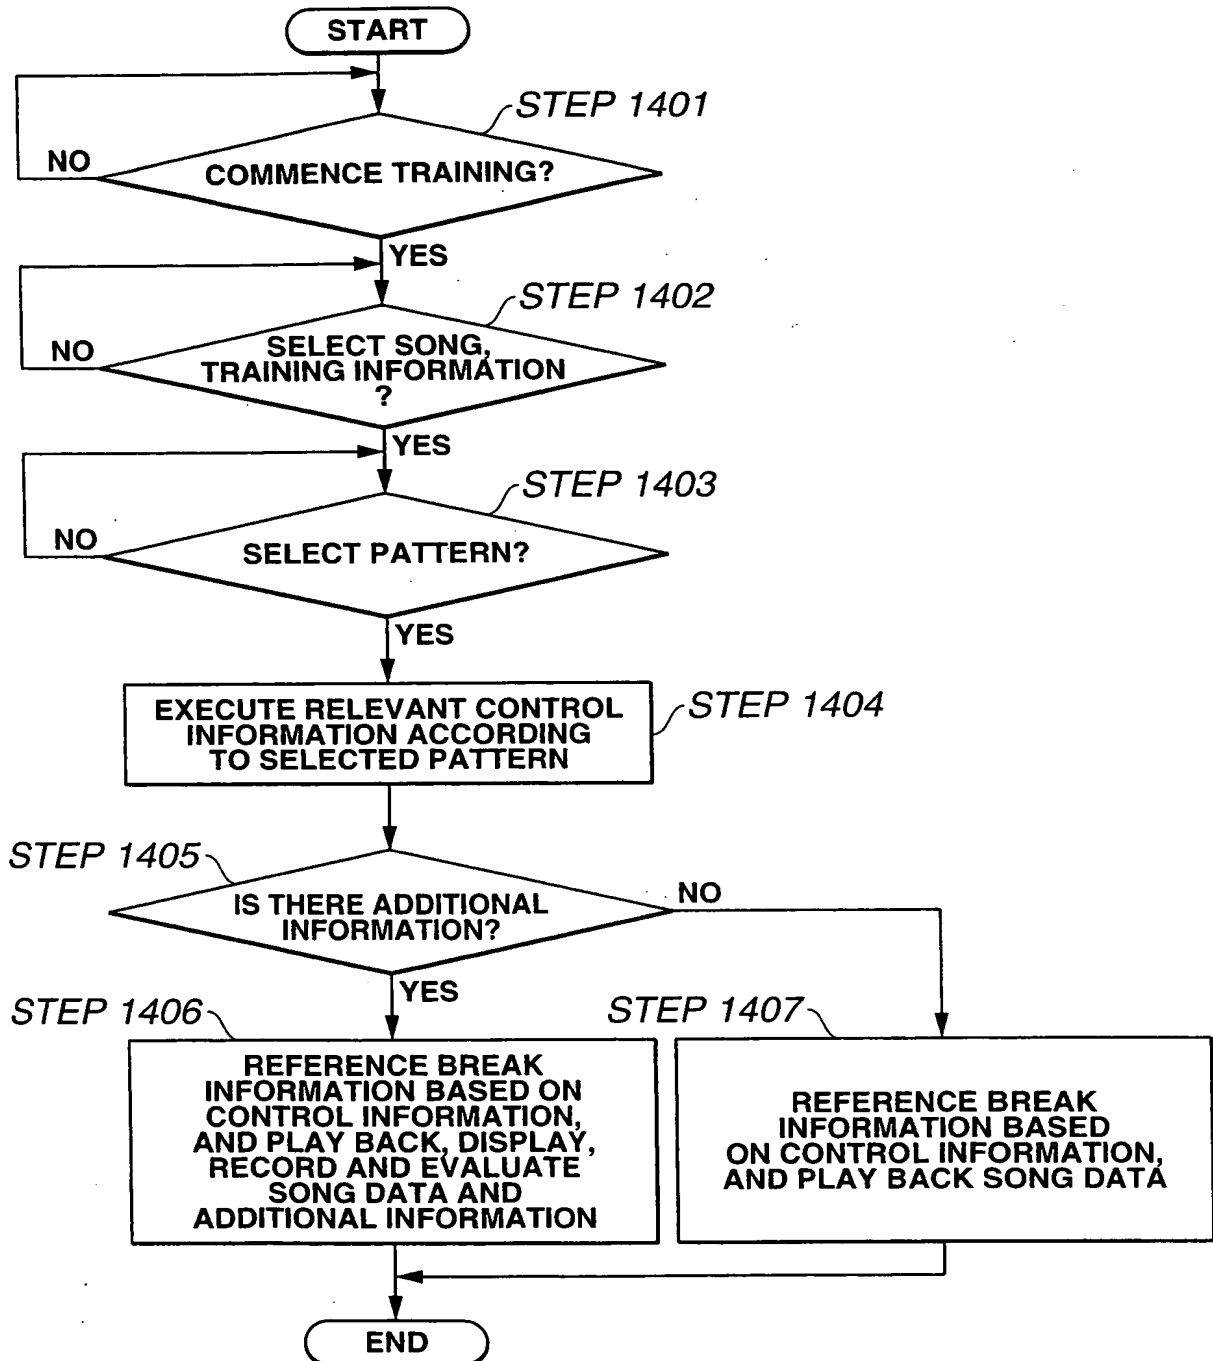 START
STEP 1401
NO
COMMENCE TRAINING?
YES
STEP 1402
NO
SELECT SONG,
TRAINING INFORMATION
?
YES
STEP 1403
NO
SELECT PATTERN?
YES
EXECUTE RELEVANT CONTROL
INFORMATION ACCORDING
TO SELECTED PATTERN
STEP 1404
STEP 1405
IS THERE ADDITIONAL
INFORMATION?
NO
YES
STEP 1406
REFERENCE BREAK
INFORMATION BASED ON
CONTROL INFORMATION,
AND PLAY BACK, DISPLAY,
RECORD AND EVALUATE
SONG DATA AND
ADDITIONAL INFORMATION
STEP 1407
REFERENCE BREAK
INFORMATION BASED
ON CONTROL INFORMATION,
AND PLAY BACK SONG DATA
END